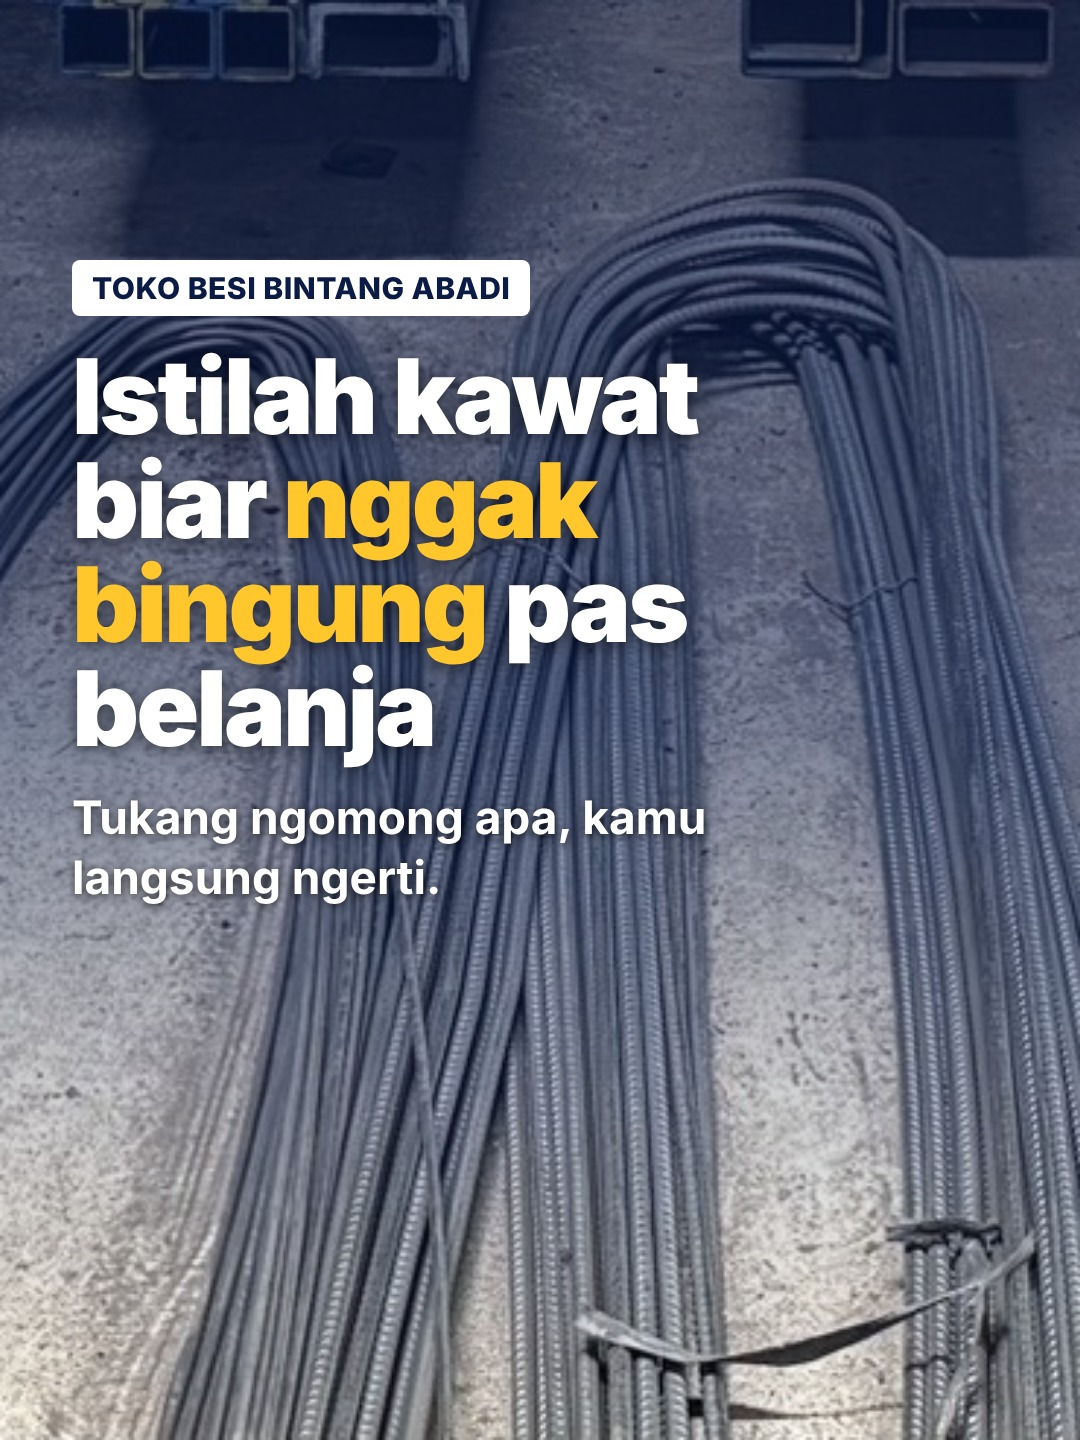 TOKO BESI BINTANG ABADI
Istilah kawat
biar nggak
bingung pas
belanja
Tukang ngomong apa, kamu
langsung ngerti.